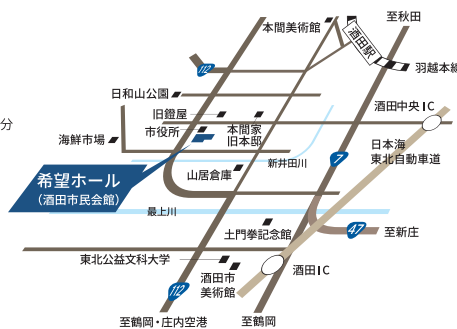 本間美術館
酒田駅
至秋田
112
羽越本線
日和山公園
旧鐙屋
酒田中央IC
分
市役所
本間家
旧本邸
海鮮市場
日本海
東北自動車道
新井田川
7
山居倉庫
希望ホール
(酒田市民会館)
最上川
土門拳記念館
47
至新庄
東北公益文科大学
酒田市
美術館
酒田IC
112
至鶴岡・庄内空港
至鶴岡